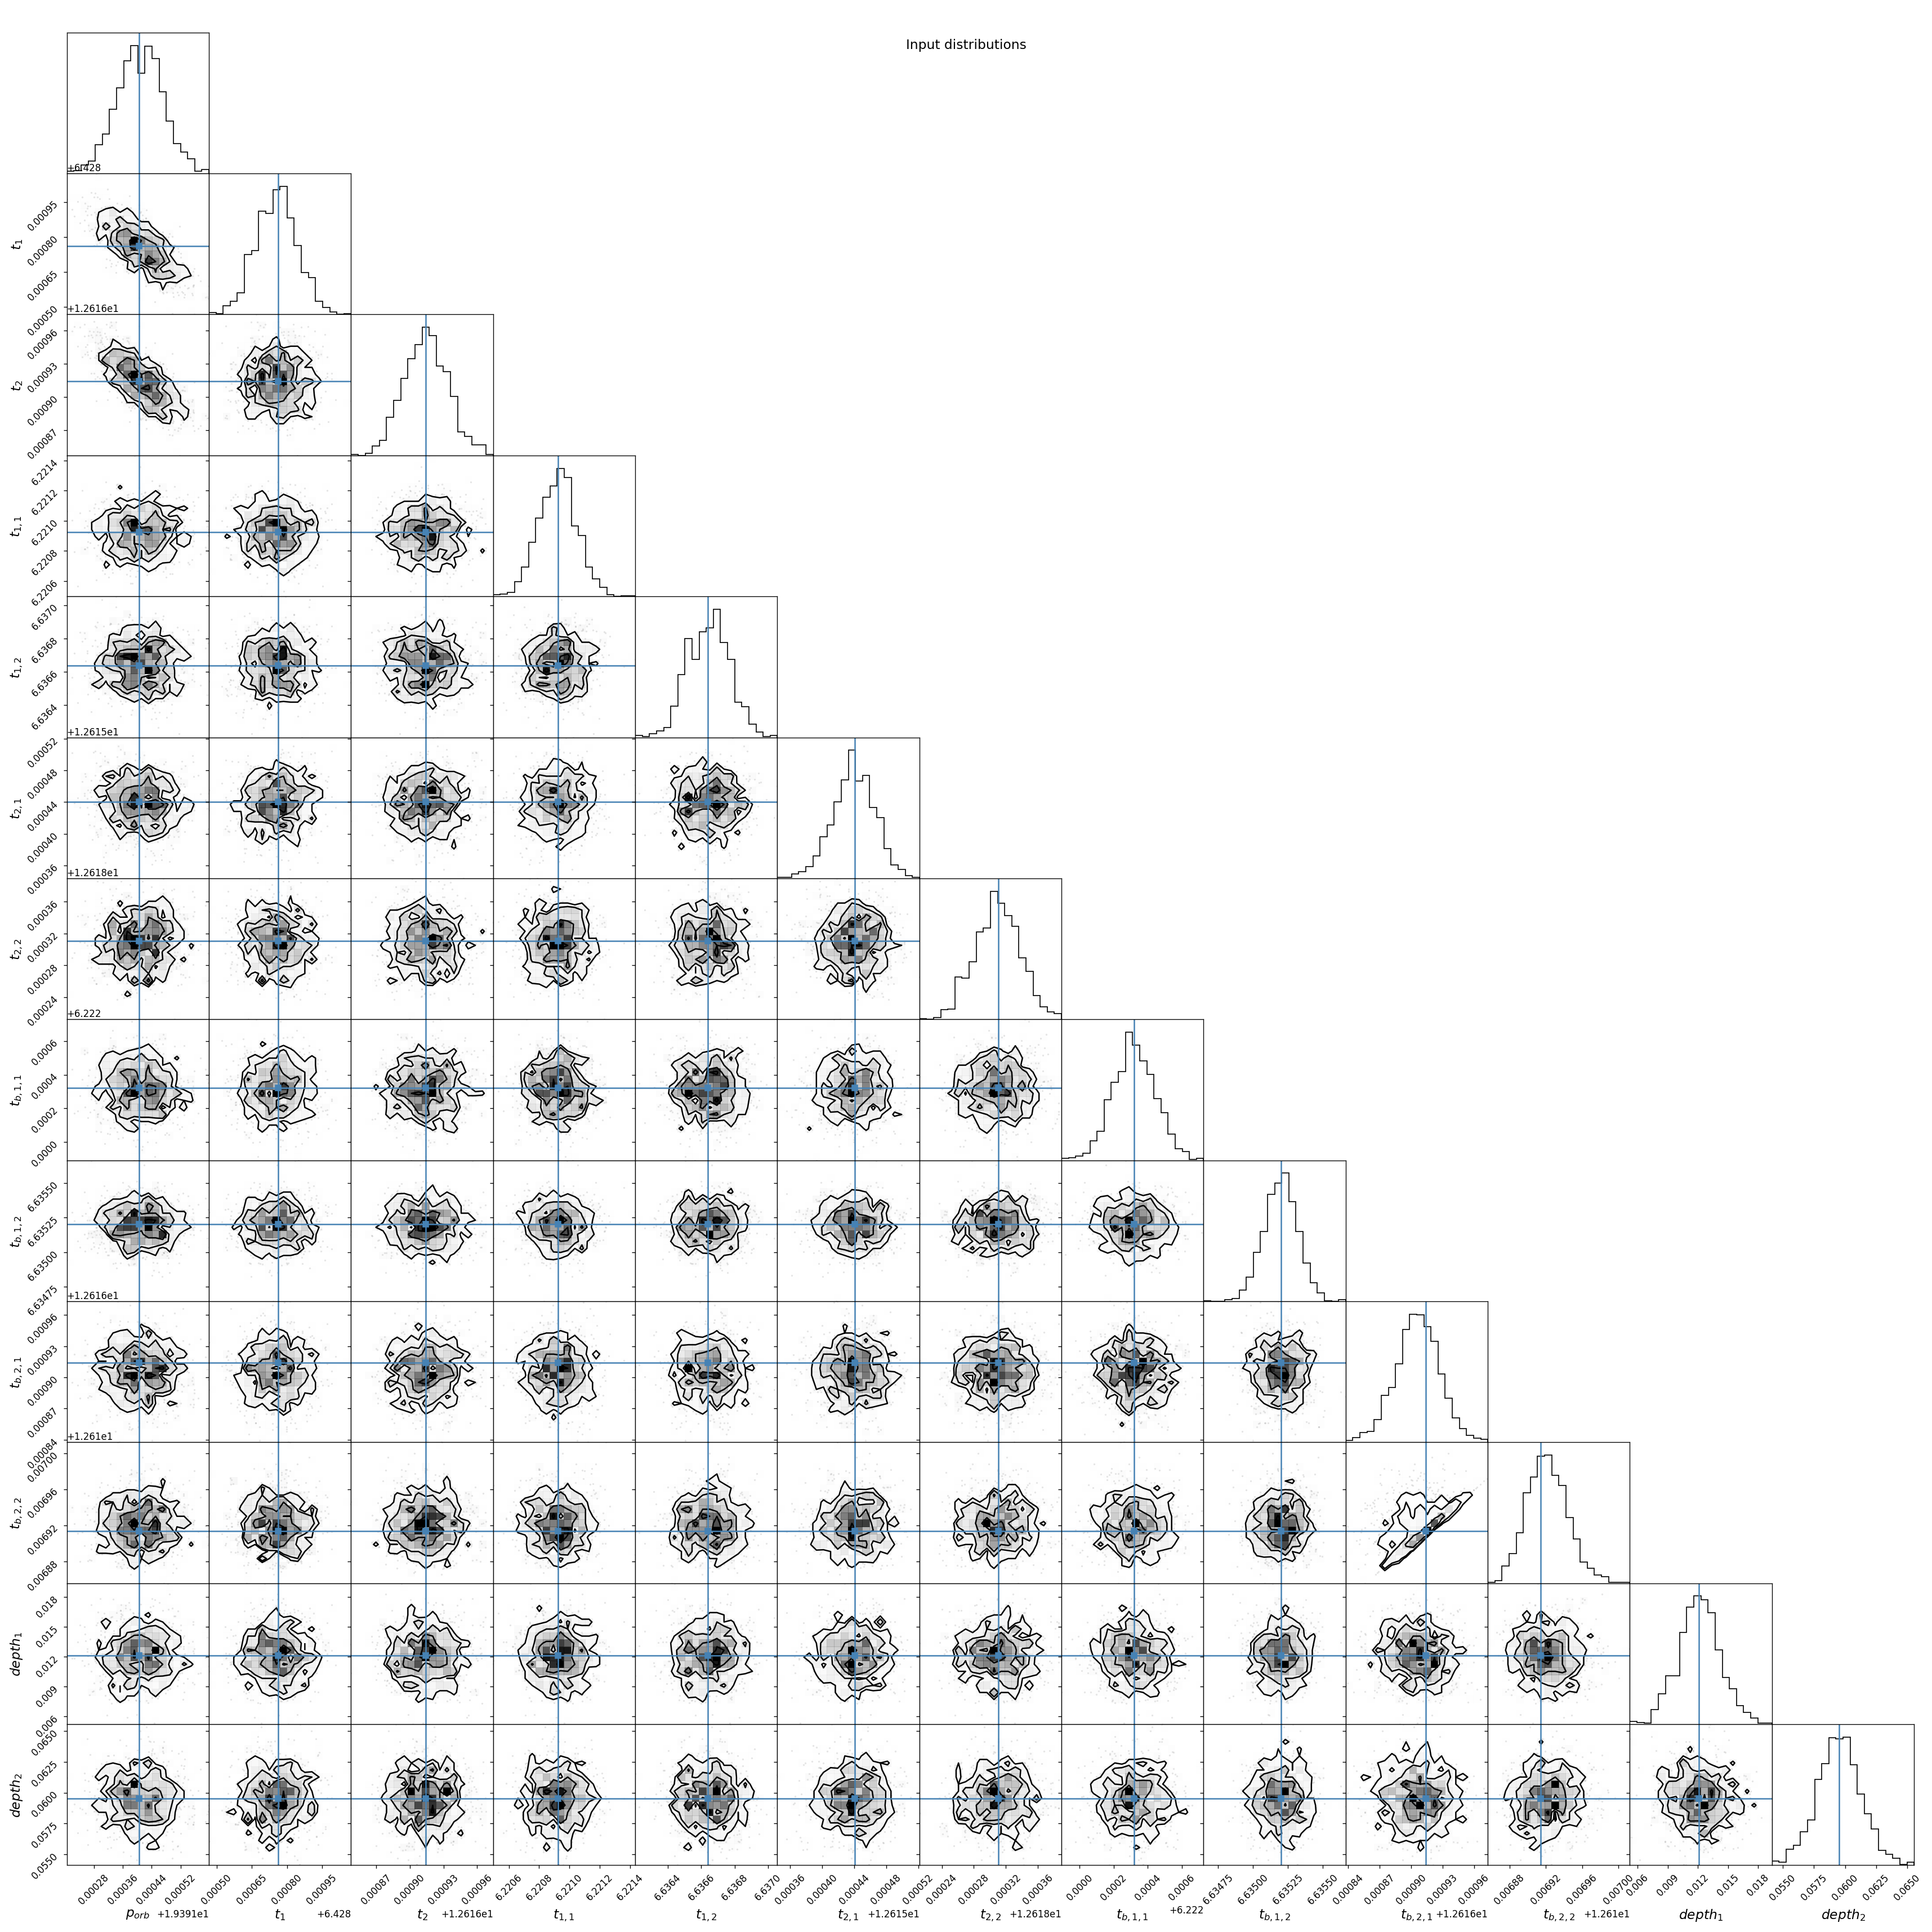 Input distributions
+6.428
0.00095
0.00080
0.00065
0.00050
t_1
+1.2616e1
0.00096
0.00093
0.00090
0.00087
t_2
6.2214
6.2212
6.2210
6.2208
6.2206
t_{1,1}
6.6370
6.6368
6.6366
6.6364
t_{1,2}
+1.2615e1
0.00052
0.00048
0.00044
0.00040
0.00036
t_{2,1}
+1.2618e1
0.00036
0.00032
0.00028
0.00024
t_{2,2}
+6.222
0.0006
0.0004
0.0002
0.0000
t_{b,1,1}
6.63550
6.63525
6.63500
6.63475
t_{b,1,2}
+1.2616e1
0.00096
0.00093
0.00090
0.00087
0.00084
t_{b,2,1}
+1.261e1
0.00700
0.00696
0.00692
0.00688
t_{b,2,2}
0.018
0.015
0.012
0.009
0.006
depth_1
0.0650
0.0625
0.0600
0.0575
0.0550
depth_2
0.00028 0.00036 0.00044 0.00052
p_{orb} +1.9391e1
0.00050 0.00065 0.00080 0.00095
t_1 +6.428
0.00087 0.00090 0.00093 0.00096
t_2 +1.2616e1
6.2206 6.2208 6.2210 6.2212 6.2214
t_{1,1}
6.6364 6.6366 6.6368 6.6370
t_{1,2}
0.00036 0.00040 0.00044 0.00048 0.00052
t_{2,1} +1.2615e1
0.00024 0.00028 0.00032 0.00036
t_{2,2} +1.2618e1
0.0000 0.0002 0.0004 0.0006
t_{b,1,1} +6.222
6.63475 6.63500 6.63525 6.63550
t_{b,1,2}
0.00084 0.00087 0.00090 0.00093 0.00096
t_{b,2,1} +1.2616e1
0.00688 0.00692 0.00696 0.00700
t_{b,2,2} +1.261e1
0.006 0.009 0.012 0.015 0.018
depth_1
0.0550 0.0575 0.0600 0.0625 0.0650
depth_2